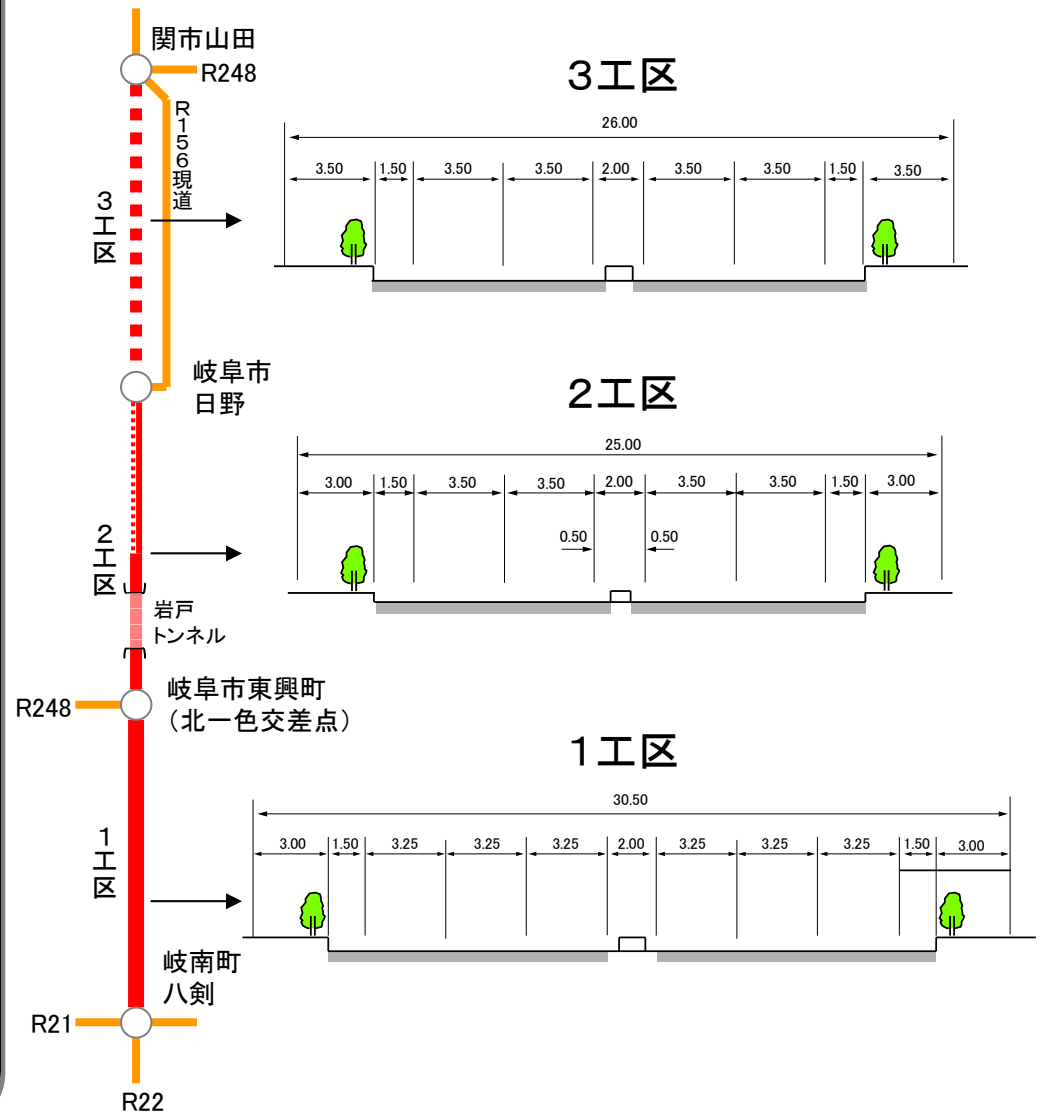 関市山田
R248
R156現道
3工区
岐阜市
日野
2工区
岩戸
トンネル
R248
岐阜市東興町
(北一色交差点)
1工区
岐南町
八剣
R21
R22
3工区
26.00
3.50 1.50 3.50 3.50 2.00 3.50 3.50 1.50 3.50
2工区
25.00
3.00 1.50 3.50 3.50 2.00 3.50 3.50 1.50 3.00
0.50 0.50
1工区
30.50
3.00 1.50 3.25 3.25 3.25 2.00 3.25 3.25 3.25 1.50 3.00